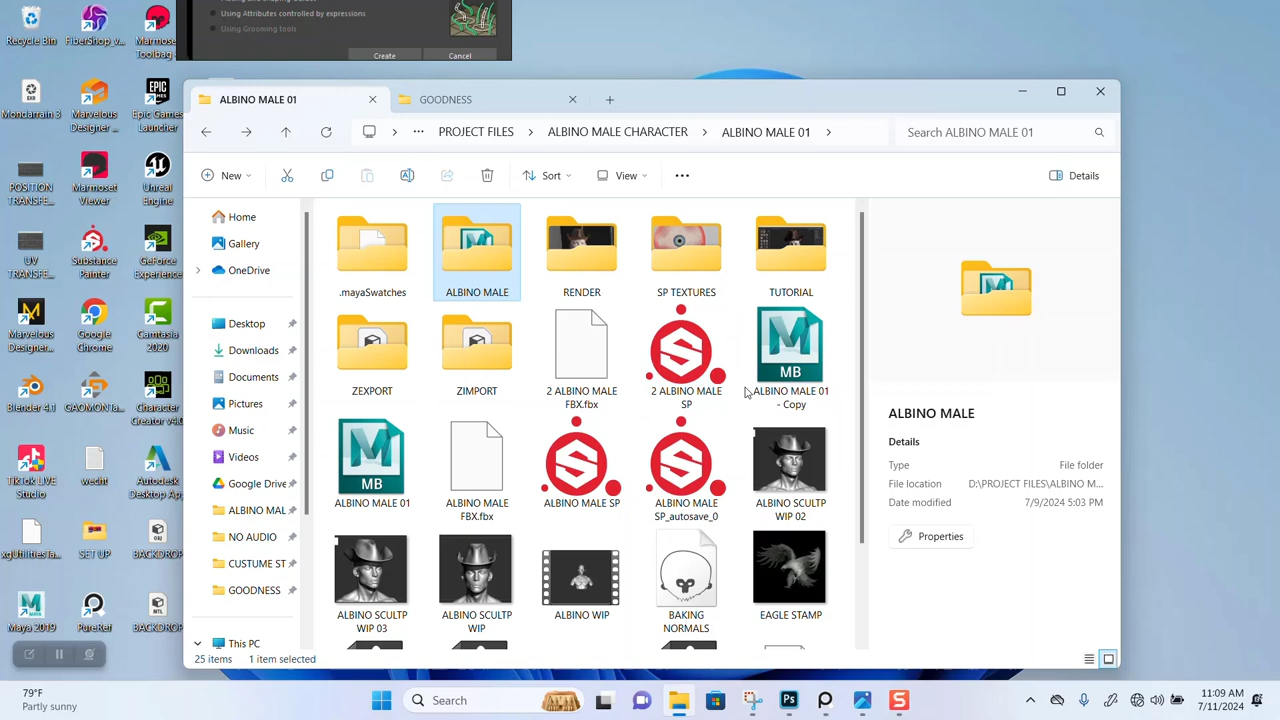 Using Attributes controlled by expressions
Using Grooming tools
Create
Cancel
Recycle Bin
FiberShop_v...
Marmoset
Toolbag
Mondarrain 3
Marvelous
Designer ...
Epic Games
Launcher
POSITION
TRANSFE...
Marmoset
Viewer
Unreal
Engine
UV
TRANSFE...
Substance
Painter
GeForce
Experience
Marvelous
Designer...
Google
Chrome
Camtasia
2020
Blender 4.1
Character
Creator v4.0
TikTok LIVE
Studio
wecht
Autodesk
Desktop Ap
SET UP
BACKDROP
Maya 2019
PureRef
BACKDROP
ALBINO MALE 01
GOODNESS
PROJECT FILES
ALBINO MALE CHARACTER
ALBINO MALE 01
Search ALBINO MALE 01
New
Sort
View
Details
Home
Gallery
OneDrive
Desktop
Downloads
Documents
Pictures
Music
Videos
Google Drive
ALBINO MAL
NO AUDIO
CUSTUME ST
GOODNESS
This PC
.mayaSwatches
ALBINO MALE
RENDER
SP TEXTURES
TUTORIAL
MB
ZEXPORT
ZIMPORT
2 ALBINO MALE
FBX.fbx
2 ALBINO MALE
SP
ALBINO MALE 01
- Copy
MB
ALBINO MALE 01
ALBINO MALE
FBX.fbx
ALBINO MALE SP
ALBINO MALE
SP_autosave_0
ALBINO SCULTP
WIP 02
ALBINO SCULTP
WIP 03
ALBINO SCULTP
WIP
ALBINO WIP
BAKING
NORMALS
EAGLE STAMP
ALBINO MALE
Details
Type
File folder
File location
D:\PROJECT FILES\ALBINO M...
Date modified
7/9/2024 5:03 PM
Properties
25 items
1 item selected
79°F
Partly sunny
Search
11:09 AM
7/11/2024